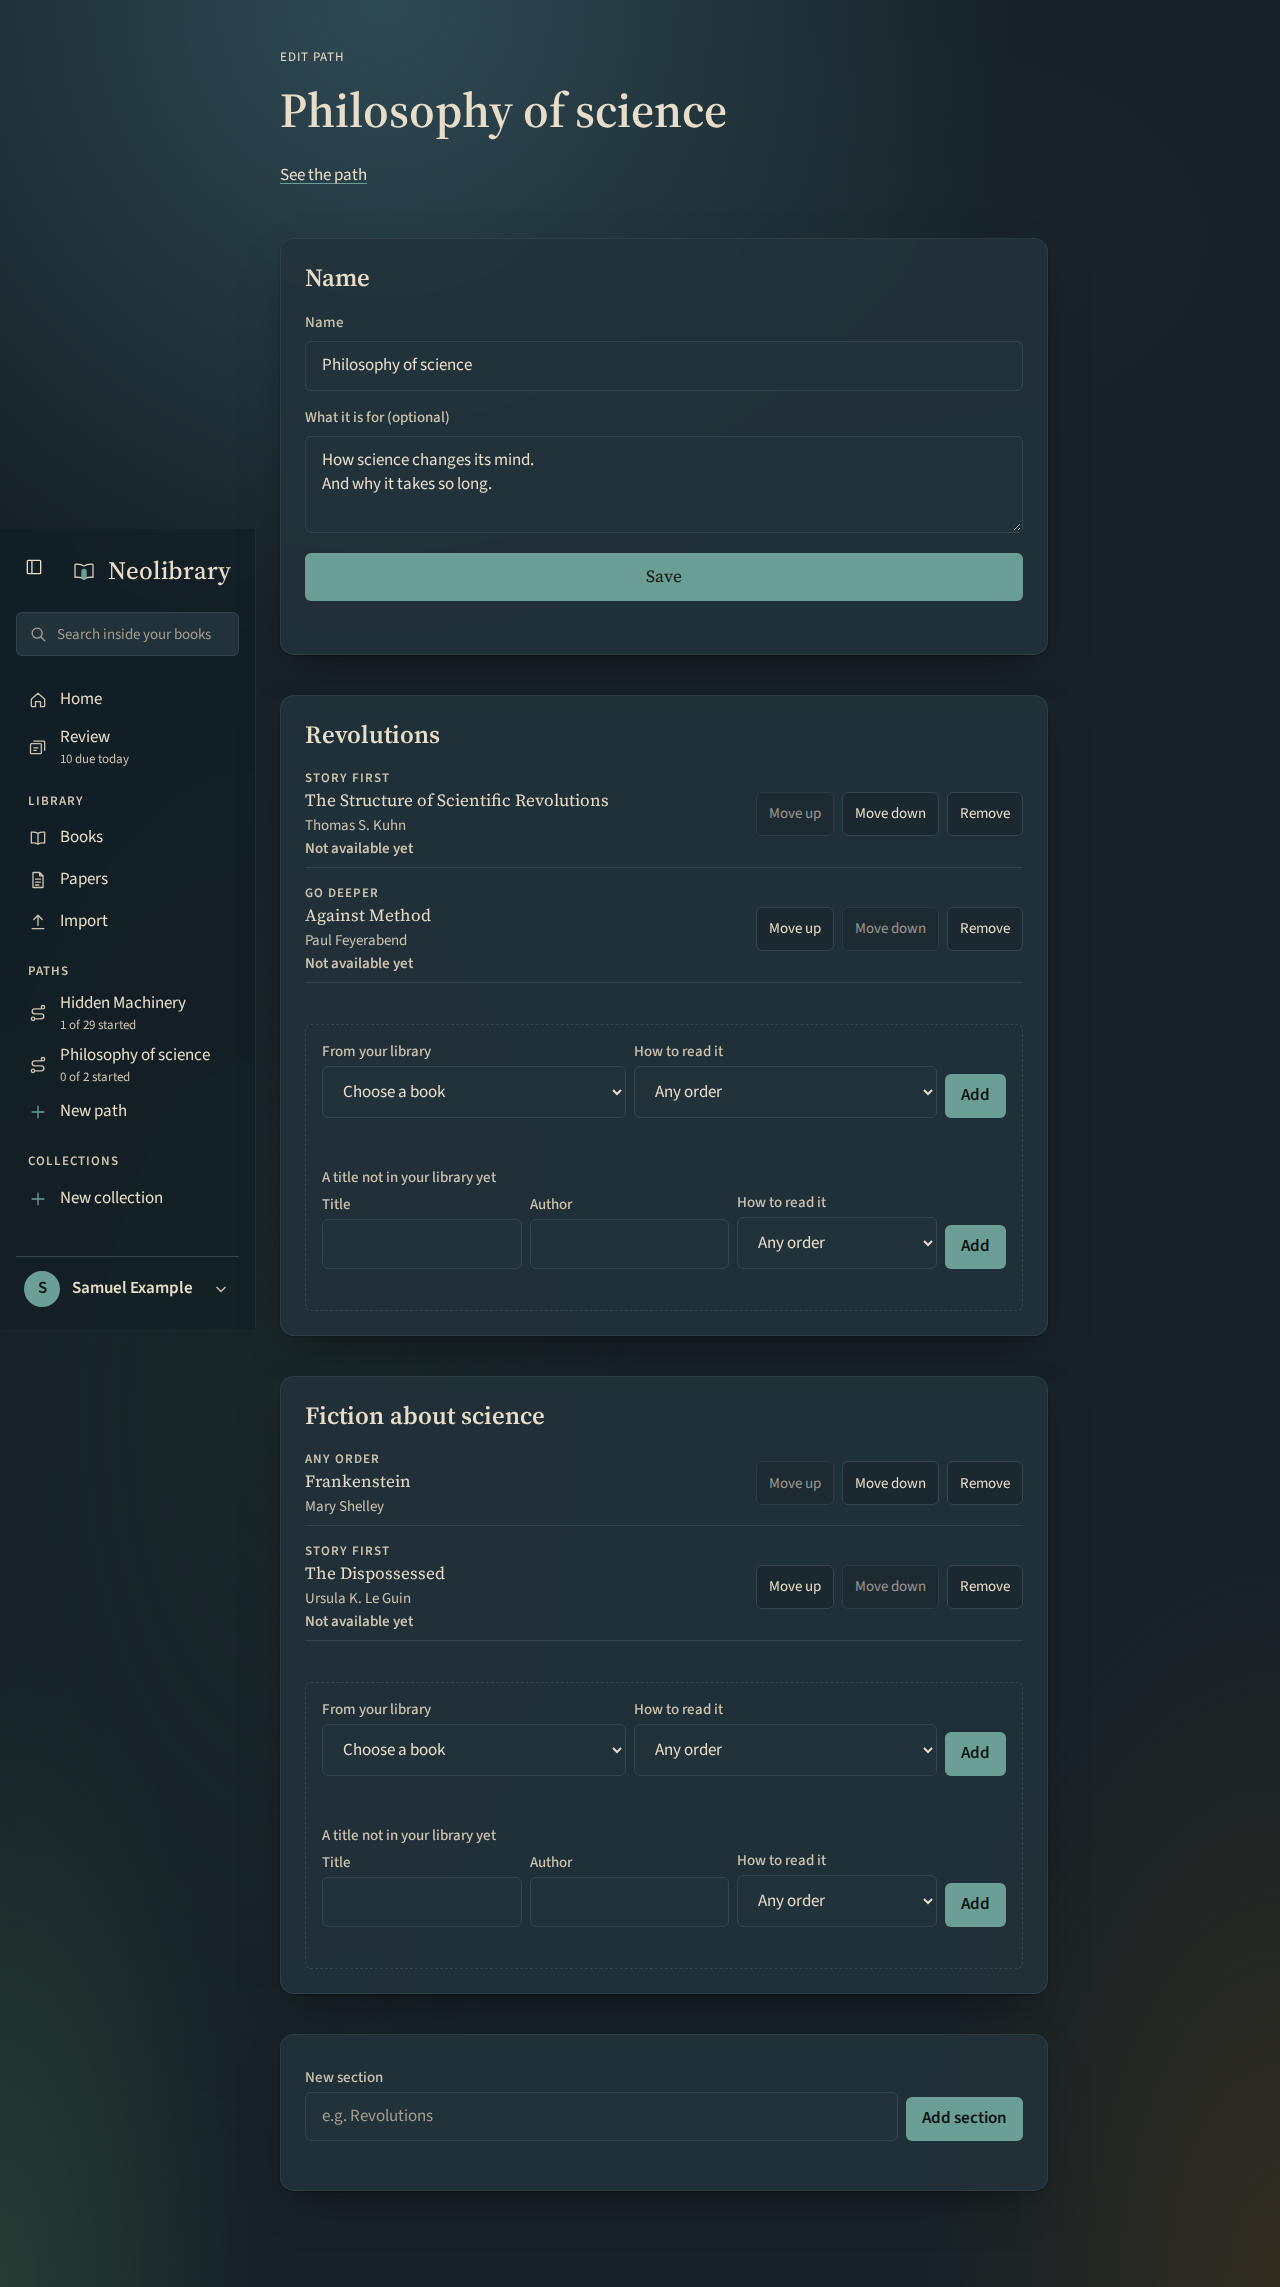 EDIT PATH
Philosophy of science
See the path
Name
Name
Philosophy of science
What it is for (optional)
How science changes its mind.
And why it takes so long.
Save
Neolibrary
Search inside your books
Home
Review
10 due today
LIBRARY
Books
Papers
Import
PATHS
Hidden Machinery
1 of 29 started
Philosophy of science
0 of 2 started
New path
COLLECTIONS
New collection
S Samuel Example
Revolutions
STORY FIRST
The Structure of Scientific Revolutions
Thomas S. Kuhn
Not available yet
Move up Move down Remove
GO DEEPER
Against Method
Paul Feyerabend
Not available yet
Move up Move down Remove
From your library How to read it
Choose a book Any order Add
A title not in your library yet
Title Author How to read it
Any order Add
Fiction about science
ANY ORDER
Frankenstein
Mary Shelley
Move up Move down Remove
STORY FIRST
The Dispossessed
Ursula K. Le Guin
Not available yet
Move up Move down Remove
From your library How to read it
Choose a book Any order Add
A title not in your library yet
Title Author How to read it
Any order Add
New section
e.g. Revolutions Add section